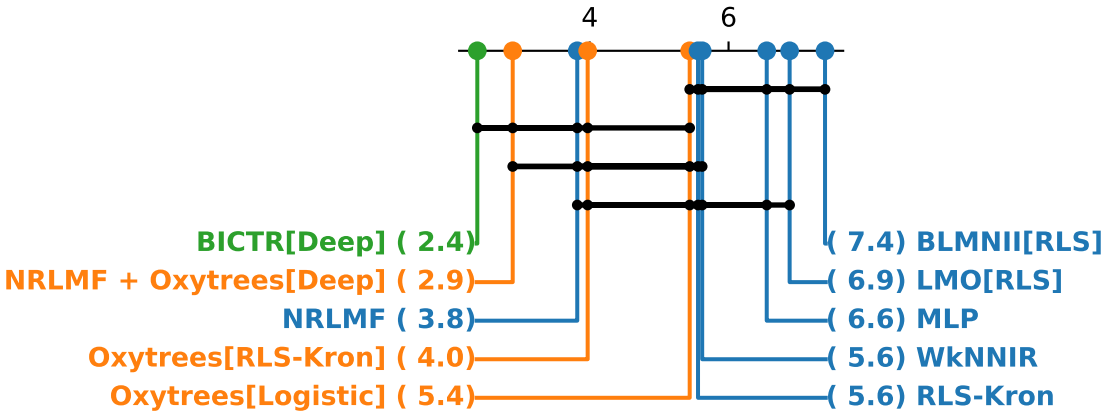 4 6
BICTR[Deep] ( 2.4)
NRLMF + Oxytrees[Deep] ( 2.9)
NRLMF ( 3.8)
Oxytrees[RLS-Kron] ( 4.0)
Oxytrees[Logistic] ( 5.4)
( 7.4) BLMNII[RLS]
( 6.9) LMO[RLS]
( 6.6) MLP
( 5.6) WkNNIR
( 5.6) RLS-Kron